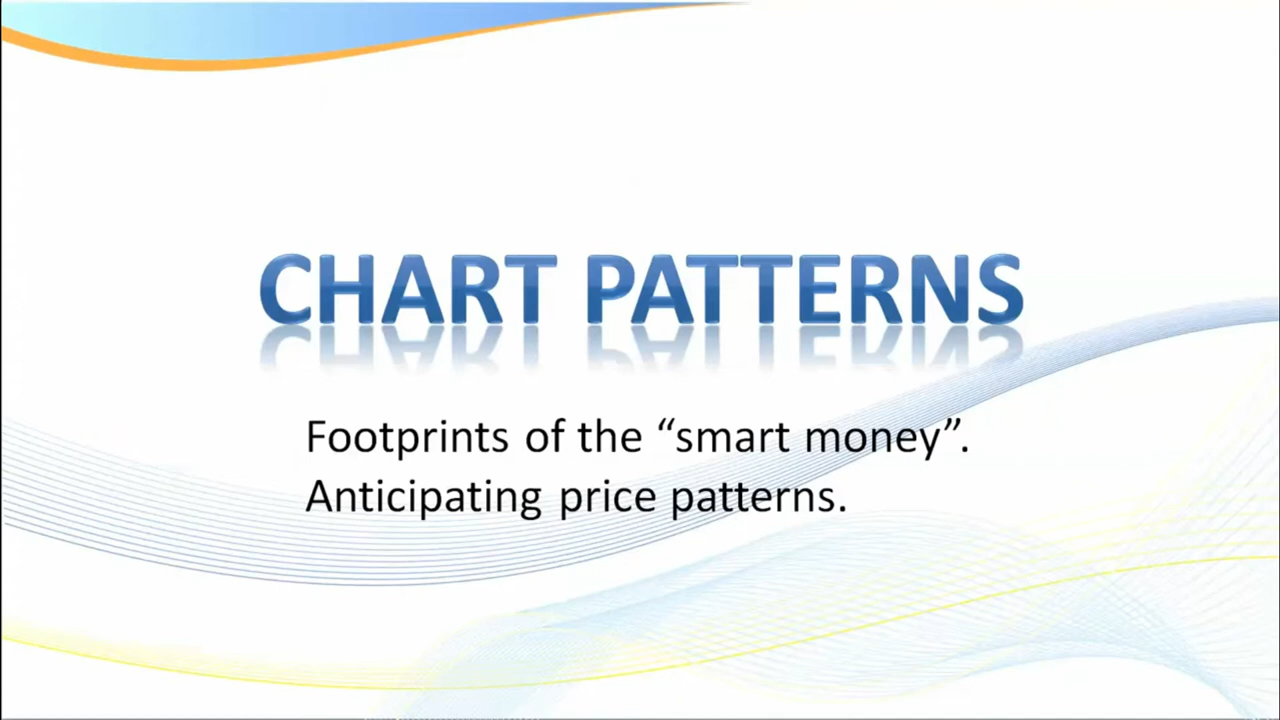 CHART PATTERNS
Footprints of the “smart money”.
Anticipating price patterns.